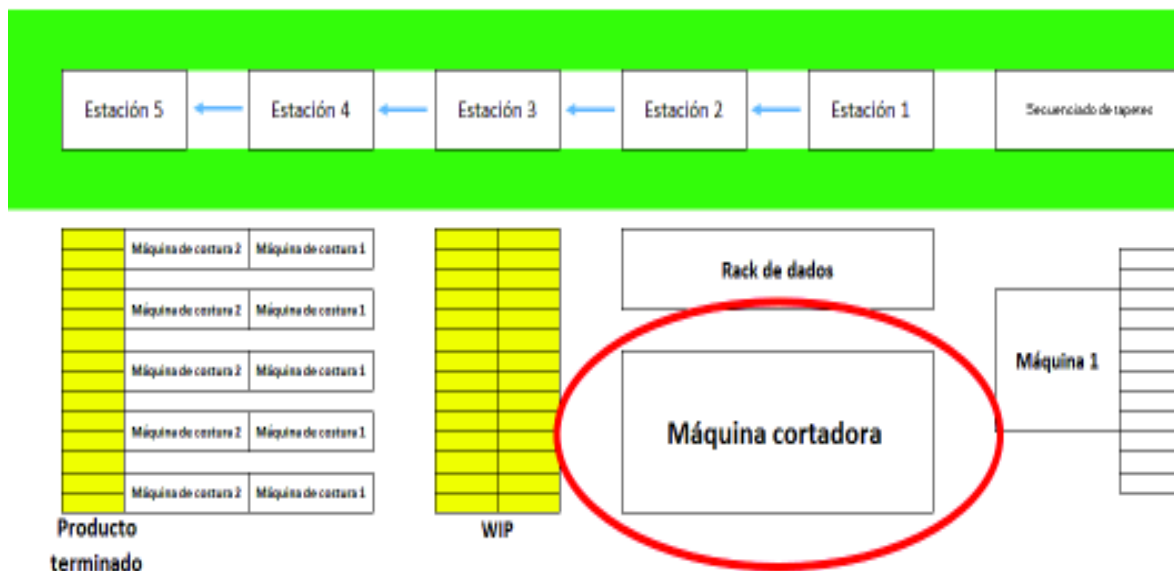 Estación 5
Estación 4
Estación 3
Estación 2
Estación 1
Secuenciado de tapetes
Máquina de costura 2
Máquina de costura 1
Rack de dados
Máquina de costura 2
Máquina de costura 1
Máquina 1
Máquina de costura 2
Máquina de costura 1
Máquina cortadora
Máquina de costura 2
Máquina de costura 1
Máquina de costura 2
Máquina de costura 1
Producto
terminado
WIP